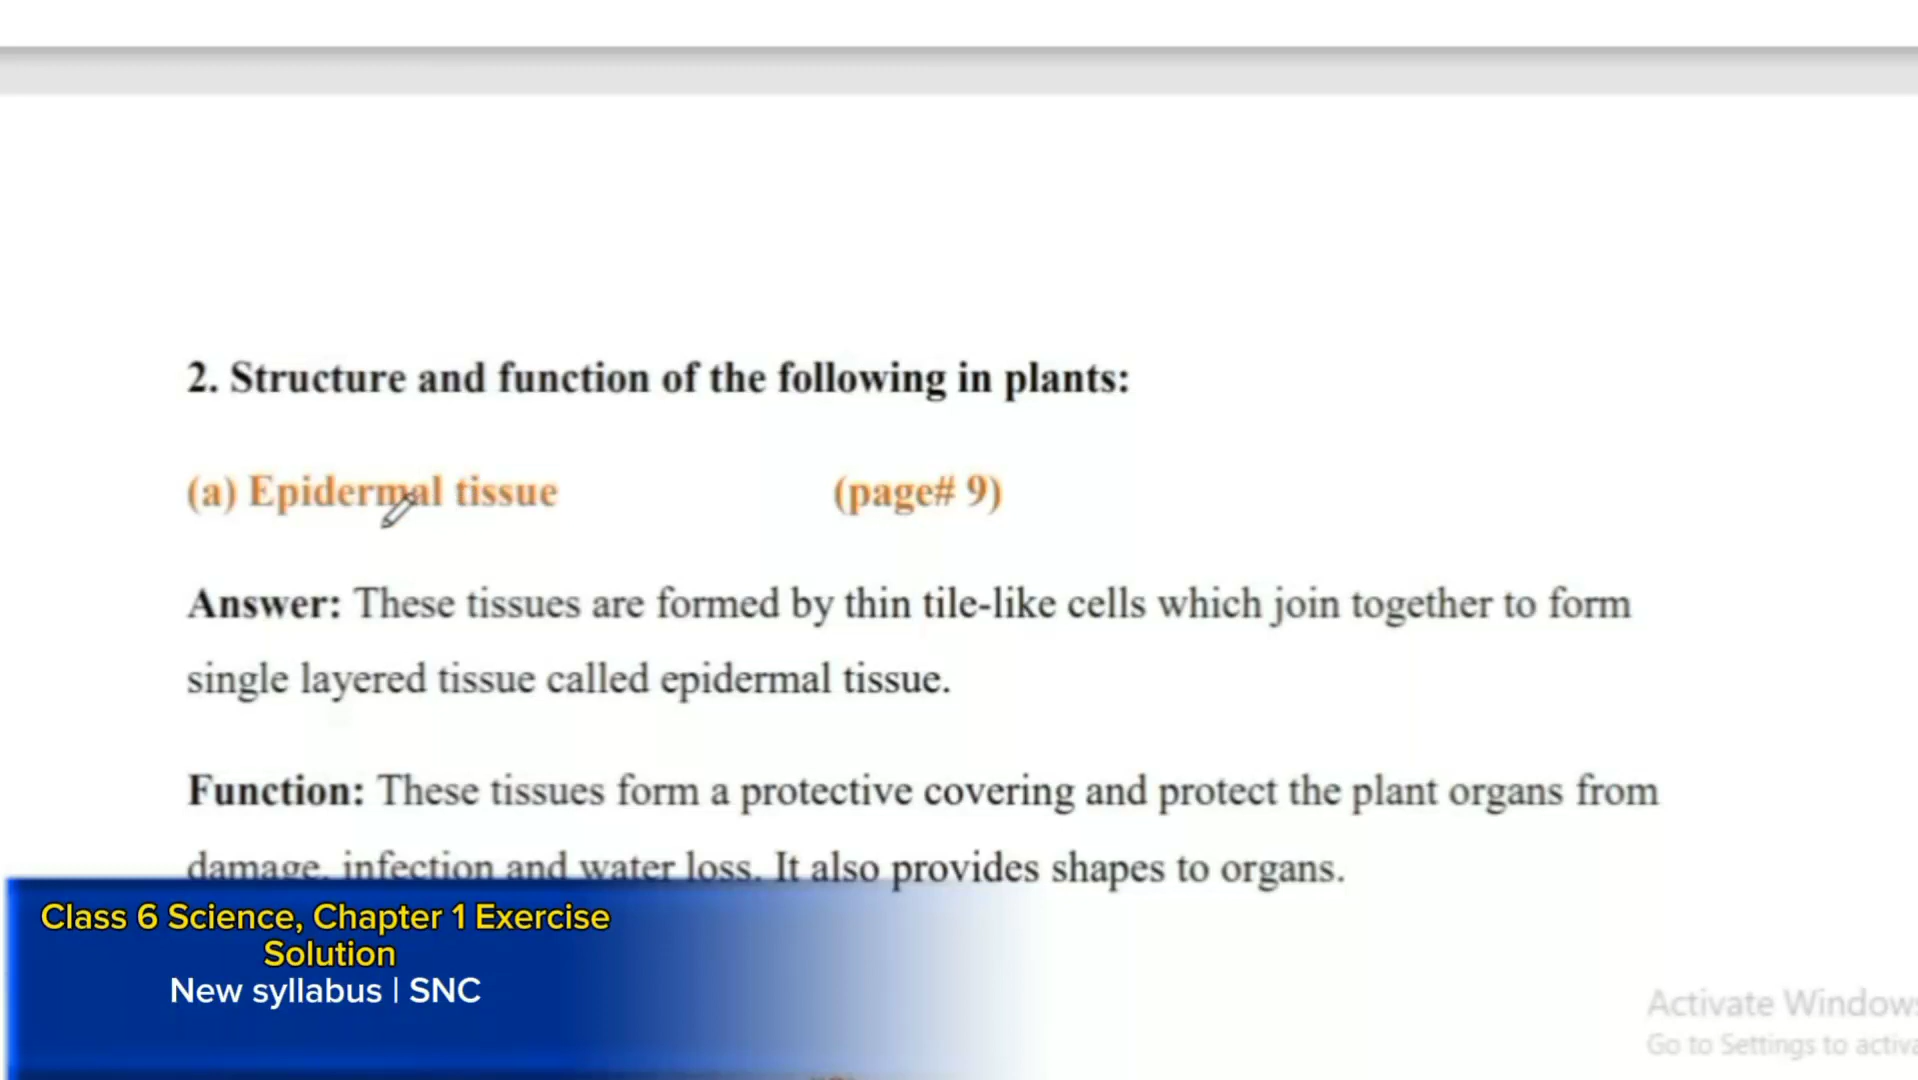 2. Structure and function of the following in plants:
(a) Epidermal tissue (page# 9)
Answer: These tissues are formed by thin tile-like cells which join together to form
single layered tissue called epidermal tissue.
Function: These tissues form a protective covering and protect the plant organs from
damage, infection and water loss. It also provides shapes to organs.
Class 6 Science, Chapter 1 Exercise
Solution
New syllabus | SNC
Activate Windows
Go to Settings to activa